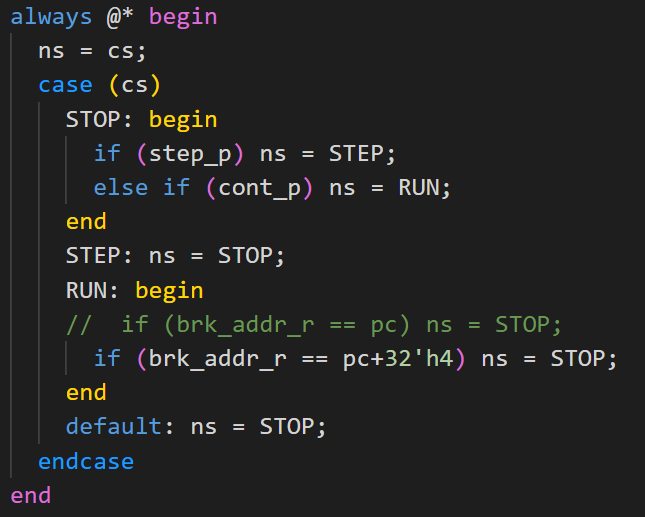 always @* begin
  ns = cs;
  case (cs)
    STOP: begin
      if (step_p) ns = STEP;
      else if (cont_p) ns = RUN;
    end
    STEP: ns = STOP;
    RUN: begin
    //  if (brk_addr_r == pc) ns = STOP;
      if (brk_addr_r == pc+32'h4) ns = STOP;
    end
    default: ns = STOP;
  endcase
end